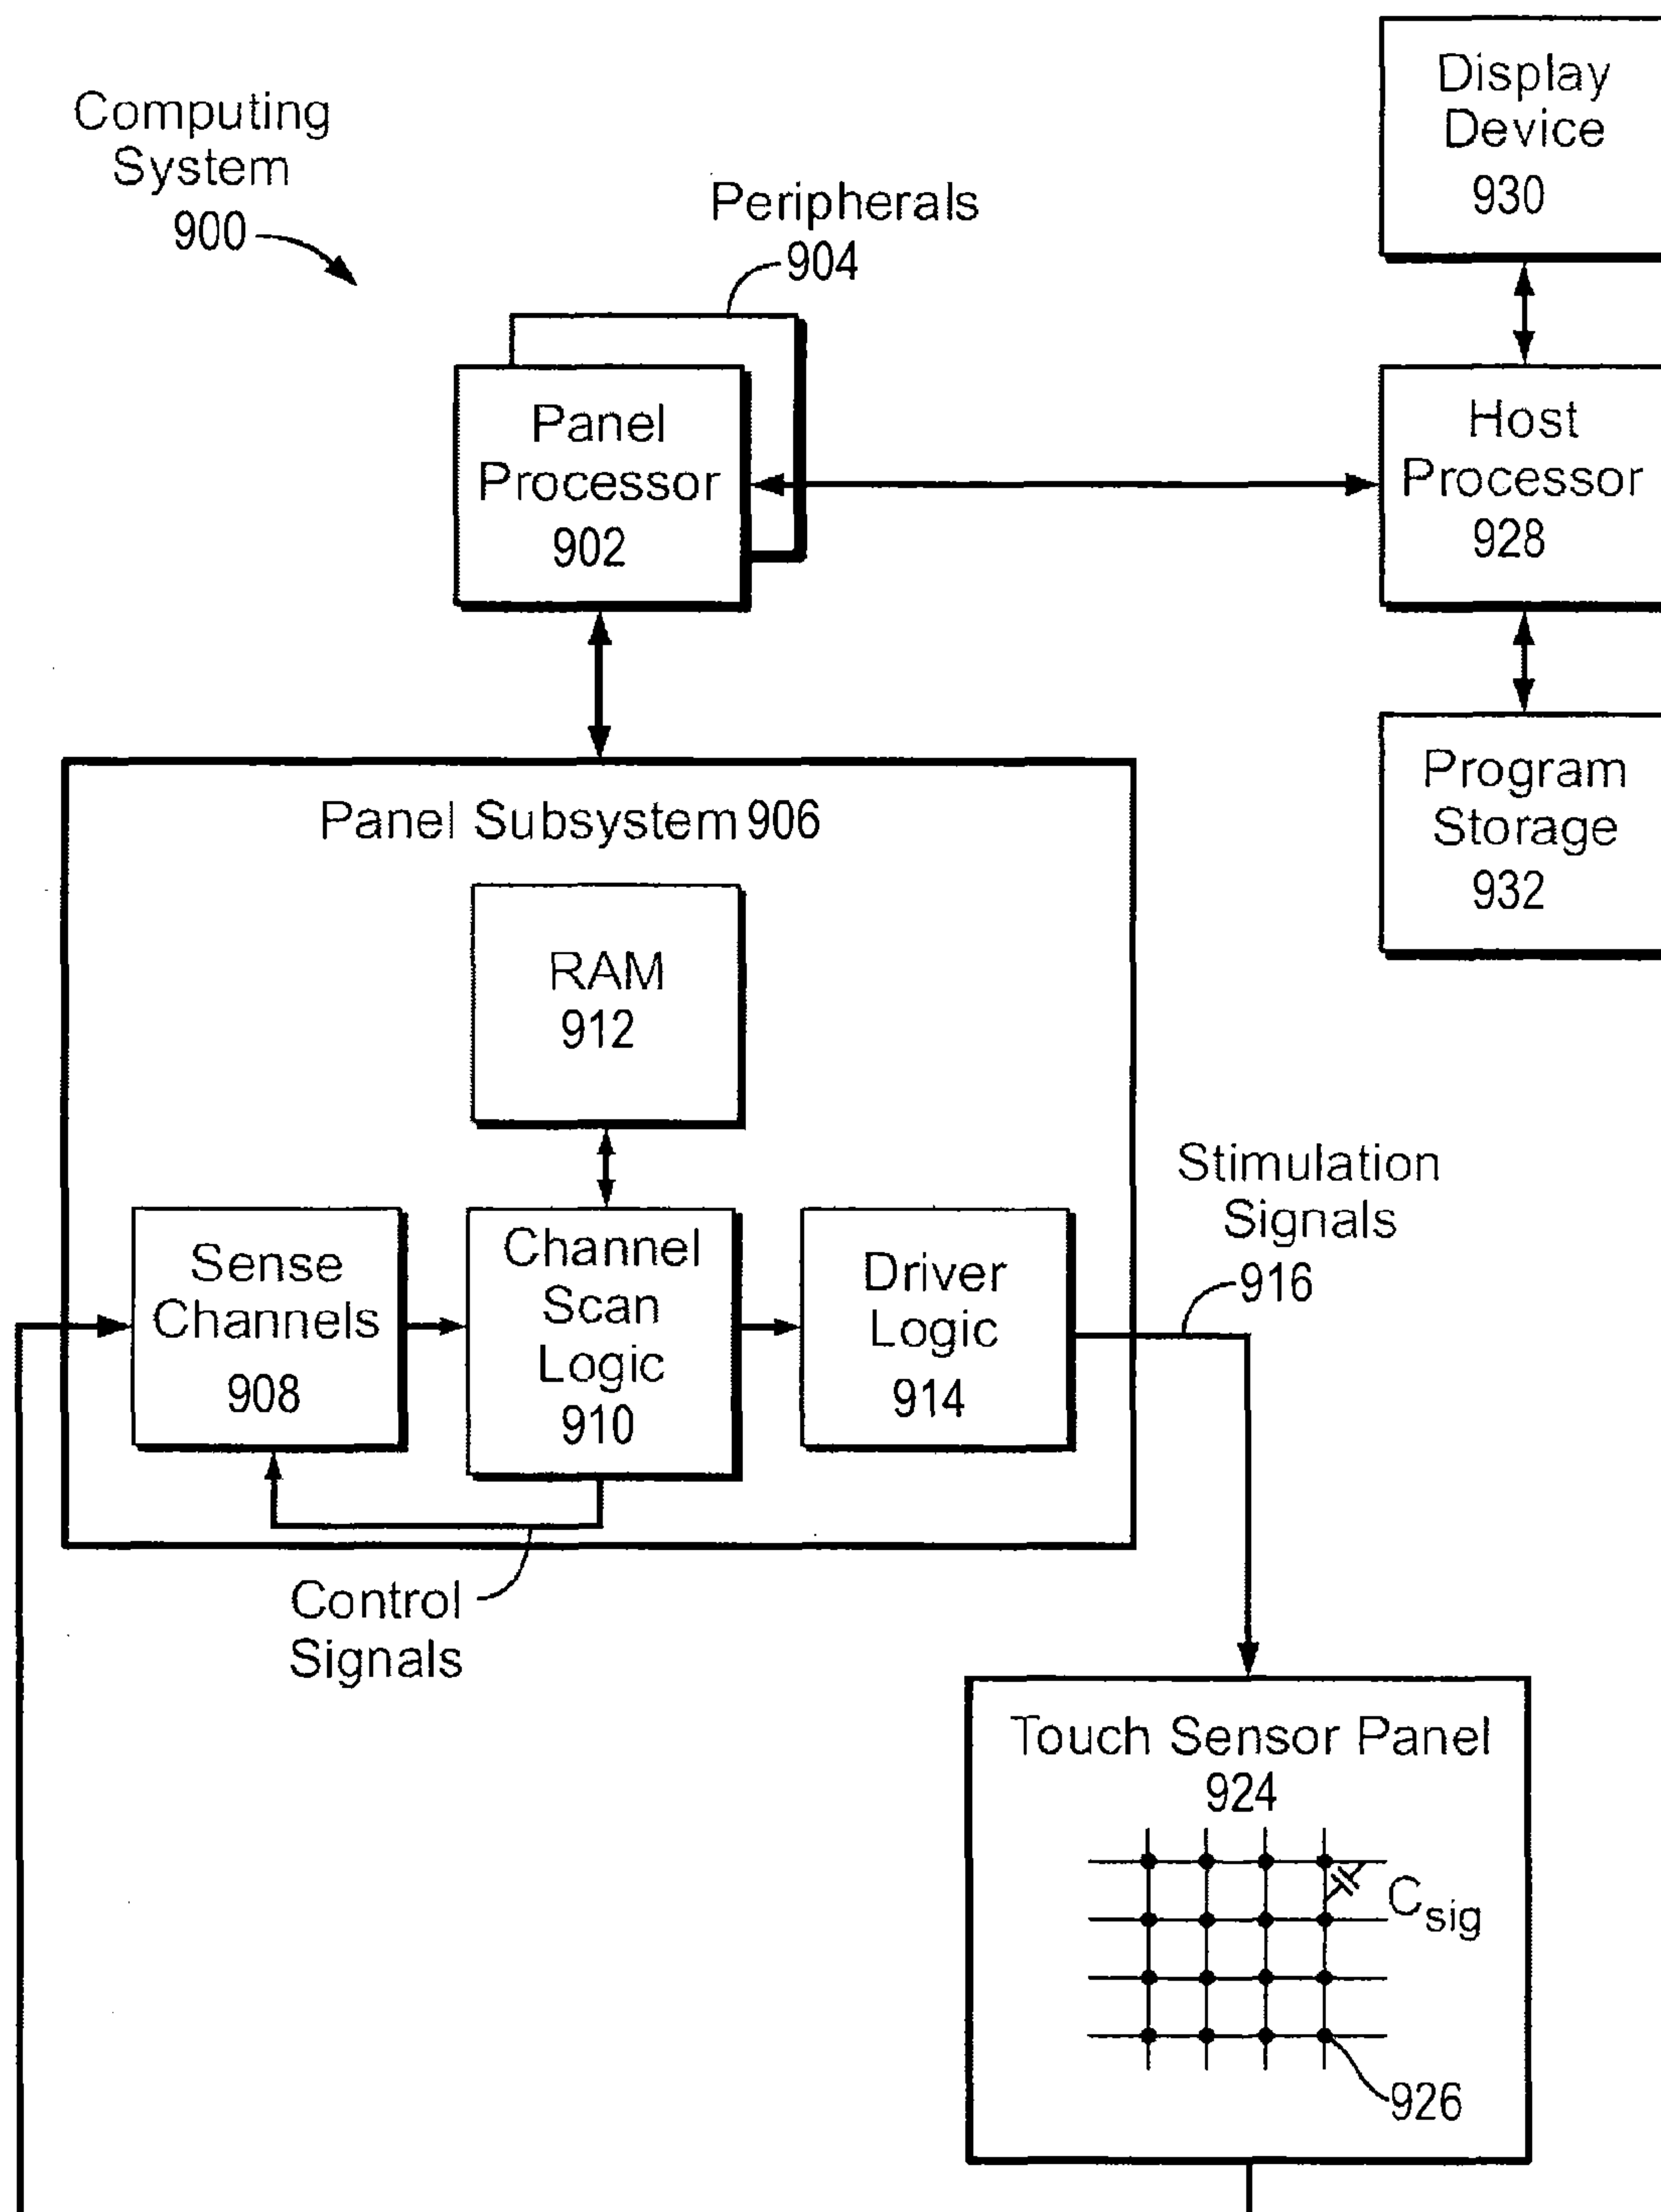 Computing
System
900
Peripherals
904
Display
Device
930
Panel
Processor
902
Host
Processor
928
Program
Storage
932
Panel Subsystem 906
RAM
912
Sense
Channels
908
Channel
Scan
Logic
910
Driver
Logic
914
Stimulation
Signals
916
Control
Signals
Touch Sensor Panel
924
Csig
926